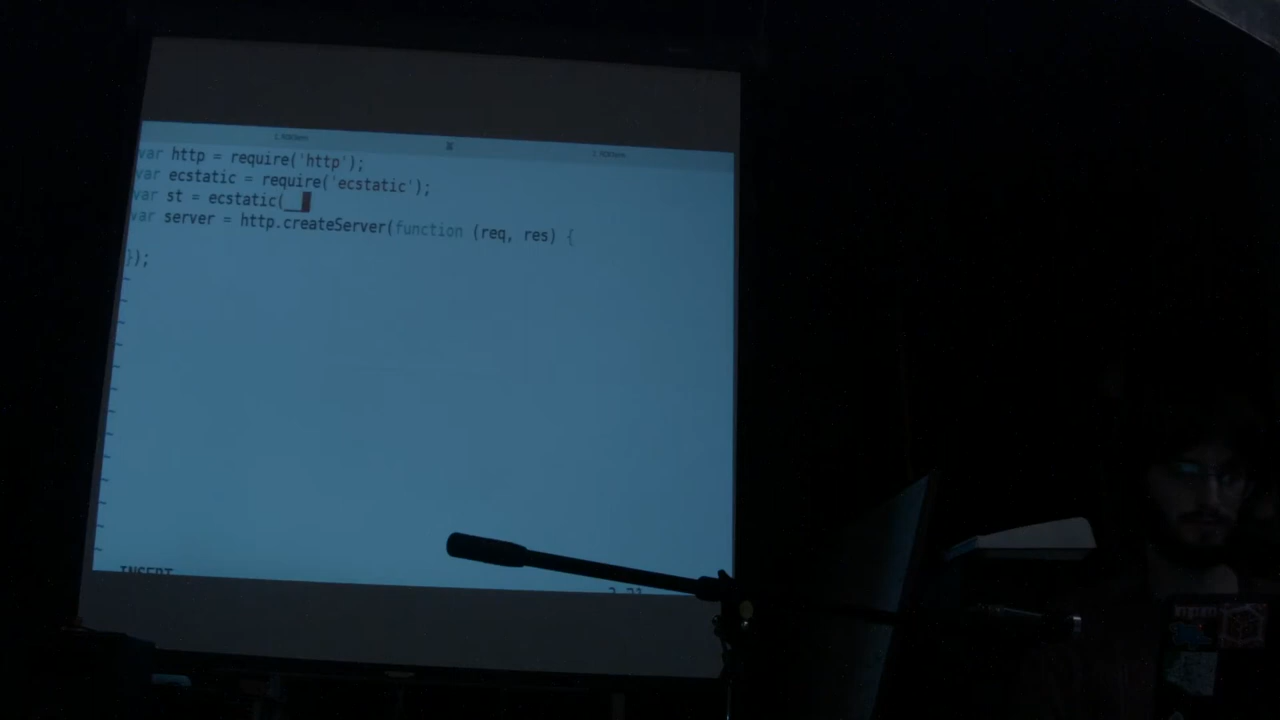 var http = require('http');
var ecstatic = require('ecstatic');
var st = ecstatic(__
var server = http.createServer(function (req, res) {
});
~
~
~
~
~
~
~
~
~
~
~
~
~
INSERT